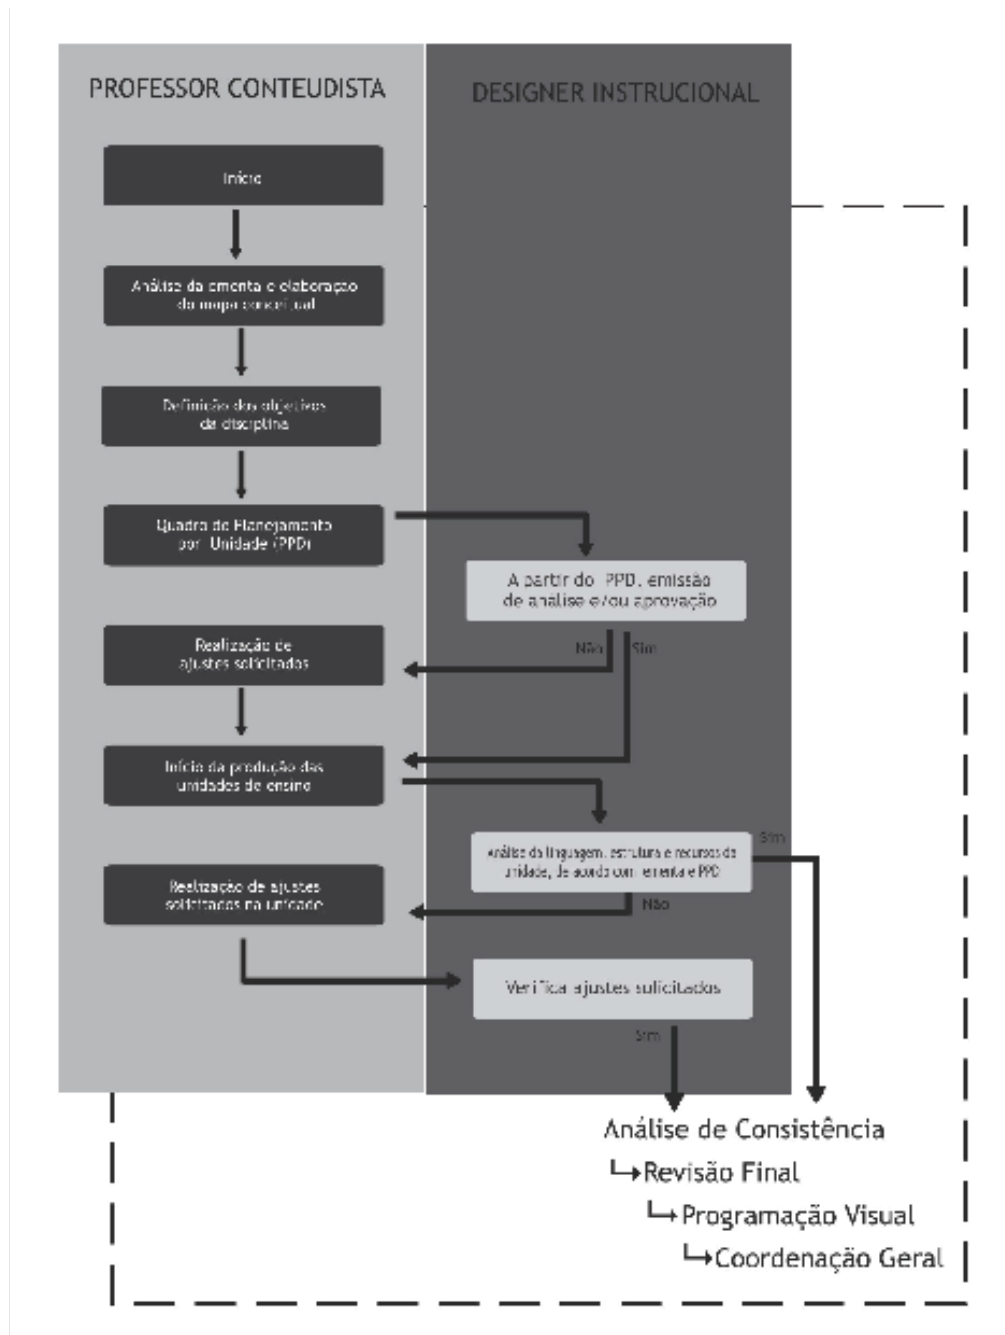 PROFESSOR CONTEUDISTA
DESIGNER INSTRUCIONAL
Início
Análise da ementa e elaboração
do mapa conceitual
Definição dos objetivos
da disciplina
Quadro de Planejamento
por Unidade (PPD)
A partir do PPD, emissão
de análise e/ou aprovação
Não
Sim
Realização de
ajustes solicitados
Início da produção das
unidades de ensino
Análise da linguagem, estrutura e recursos da
unidade, de acordo com ementa e PPD
Sim
Não
Realização de ajustes
solicitados na unidade
Verifica ajustes solicitados
Sim
Análise de Consistência
Revisão Final
Programação Visual
Coordenação Geral